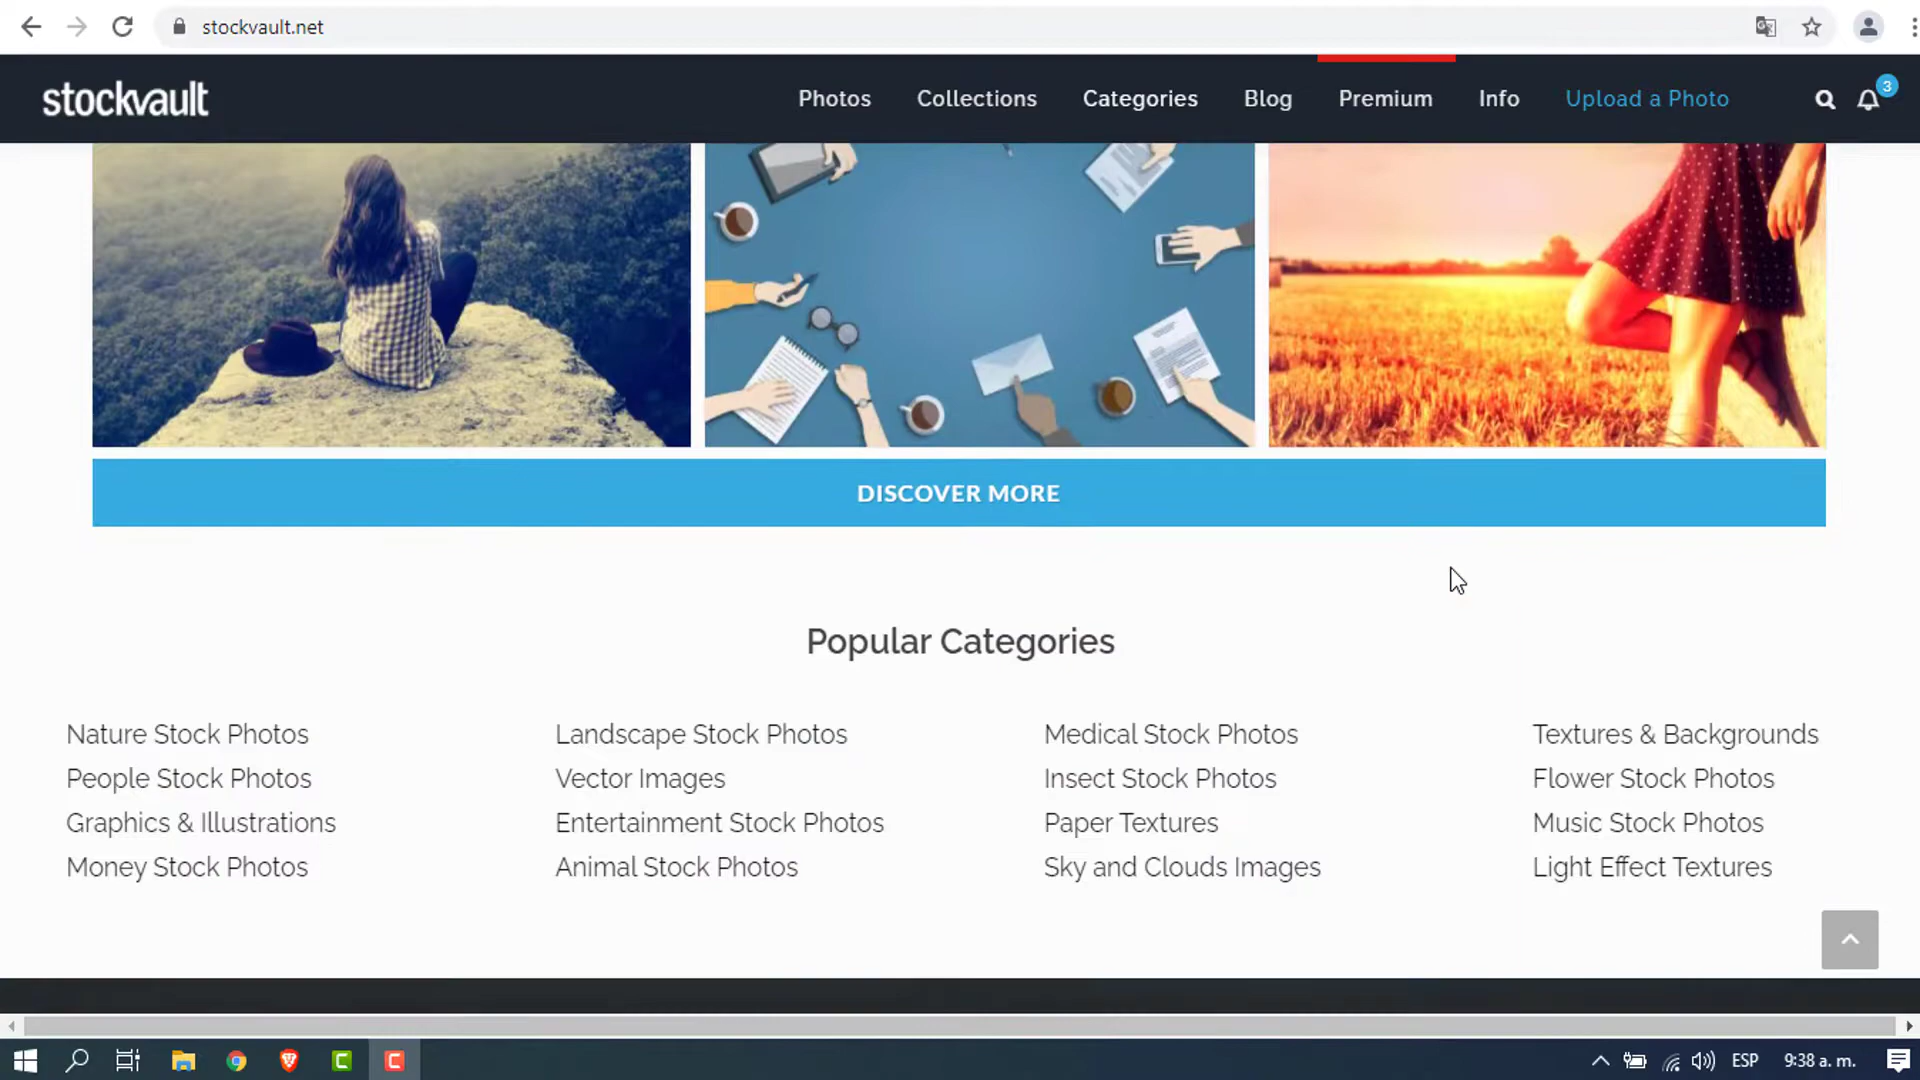 stockvault.net
stockvault
Photos Collections Categories Blog Premium Info Upload a Photo 3
DISCOVER MORE
Popular Categories
Nature Stock Photos Landscape Stock Photos Medical Stock Photos Textures & Backgrounds
People Stock Photos Vector Images Insect Stock Photos Flower Stock Photos
Graphics & Illustrations Entertainment Stock Photos Paper Textures Music Stock Photos
Money Stock Photos Animal Stock Photos Sky and Clouds Images Light Effect Textures
ESP 9:38 a. m.